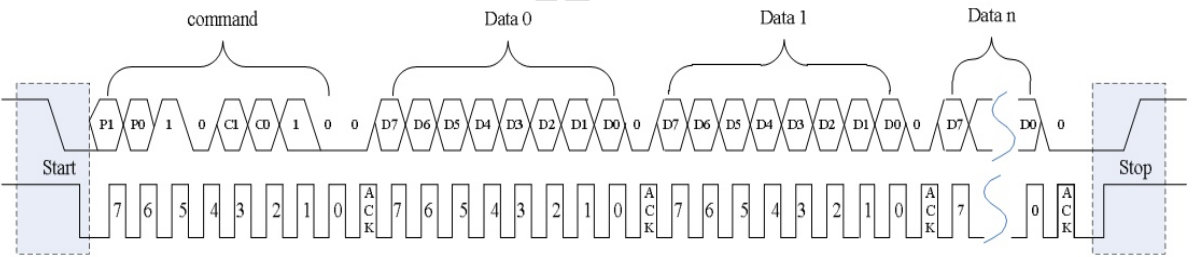 command Data 0 Data 1 Data n
P1 P0 1 0 C1 C0 1 0 0 D7 D6 D5 D4 D3 D2 D1 D0 0 D7 D6 D5 D4 D3 D2 D1 D0 0 D7 D0 0
Start Stop
7 6 5 4 3 2 1 0 ACK 7 6 5 4 3 2 1 0 ACK 7 6 5 4 3 2 1 0 ACK 7 0 ACK